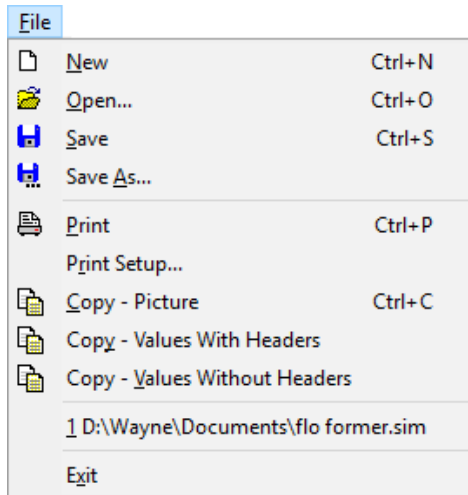 File
New Ctrl+N
Open... Ctrl+O
Save Ctrl+S
Save As...
Print Ctrl+P
Print Setup...
Copy - Picture Ctrl+C
Copy - Values With Headers
Copy - Values Without Headers
1 D:\Wayne\Documents\flo former.sim
Exit